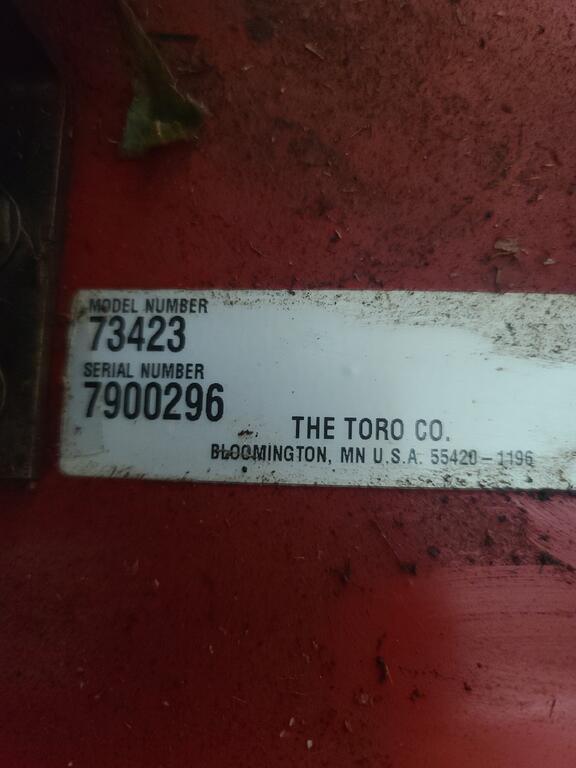 MODEL NUMBER
73423
SERIAL NUMBER
7900296
THE TORO CO.
BLOOMINGTON, MN U.S.A. 55420-1196